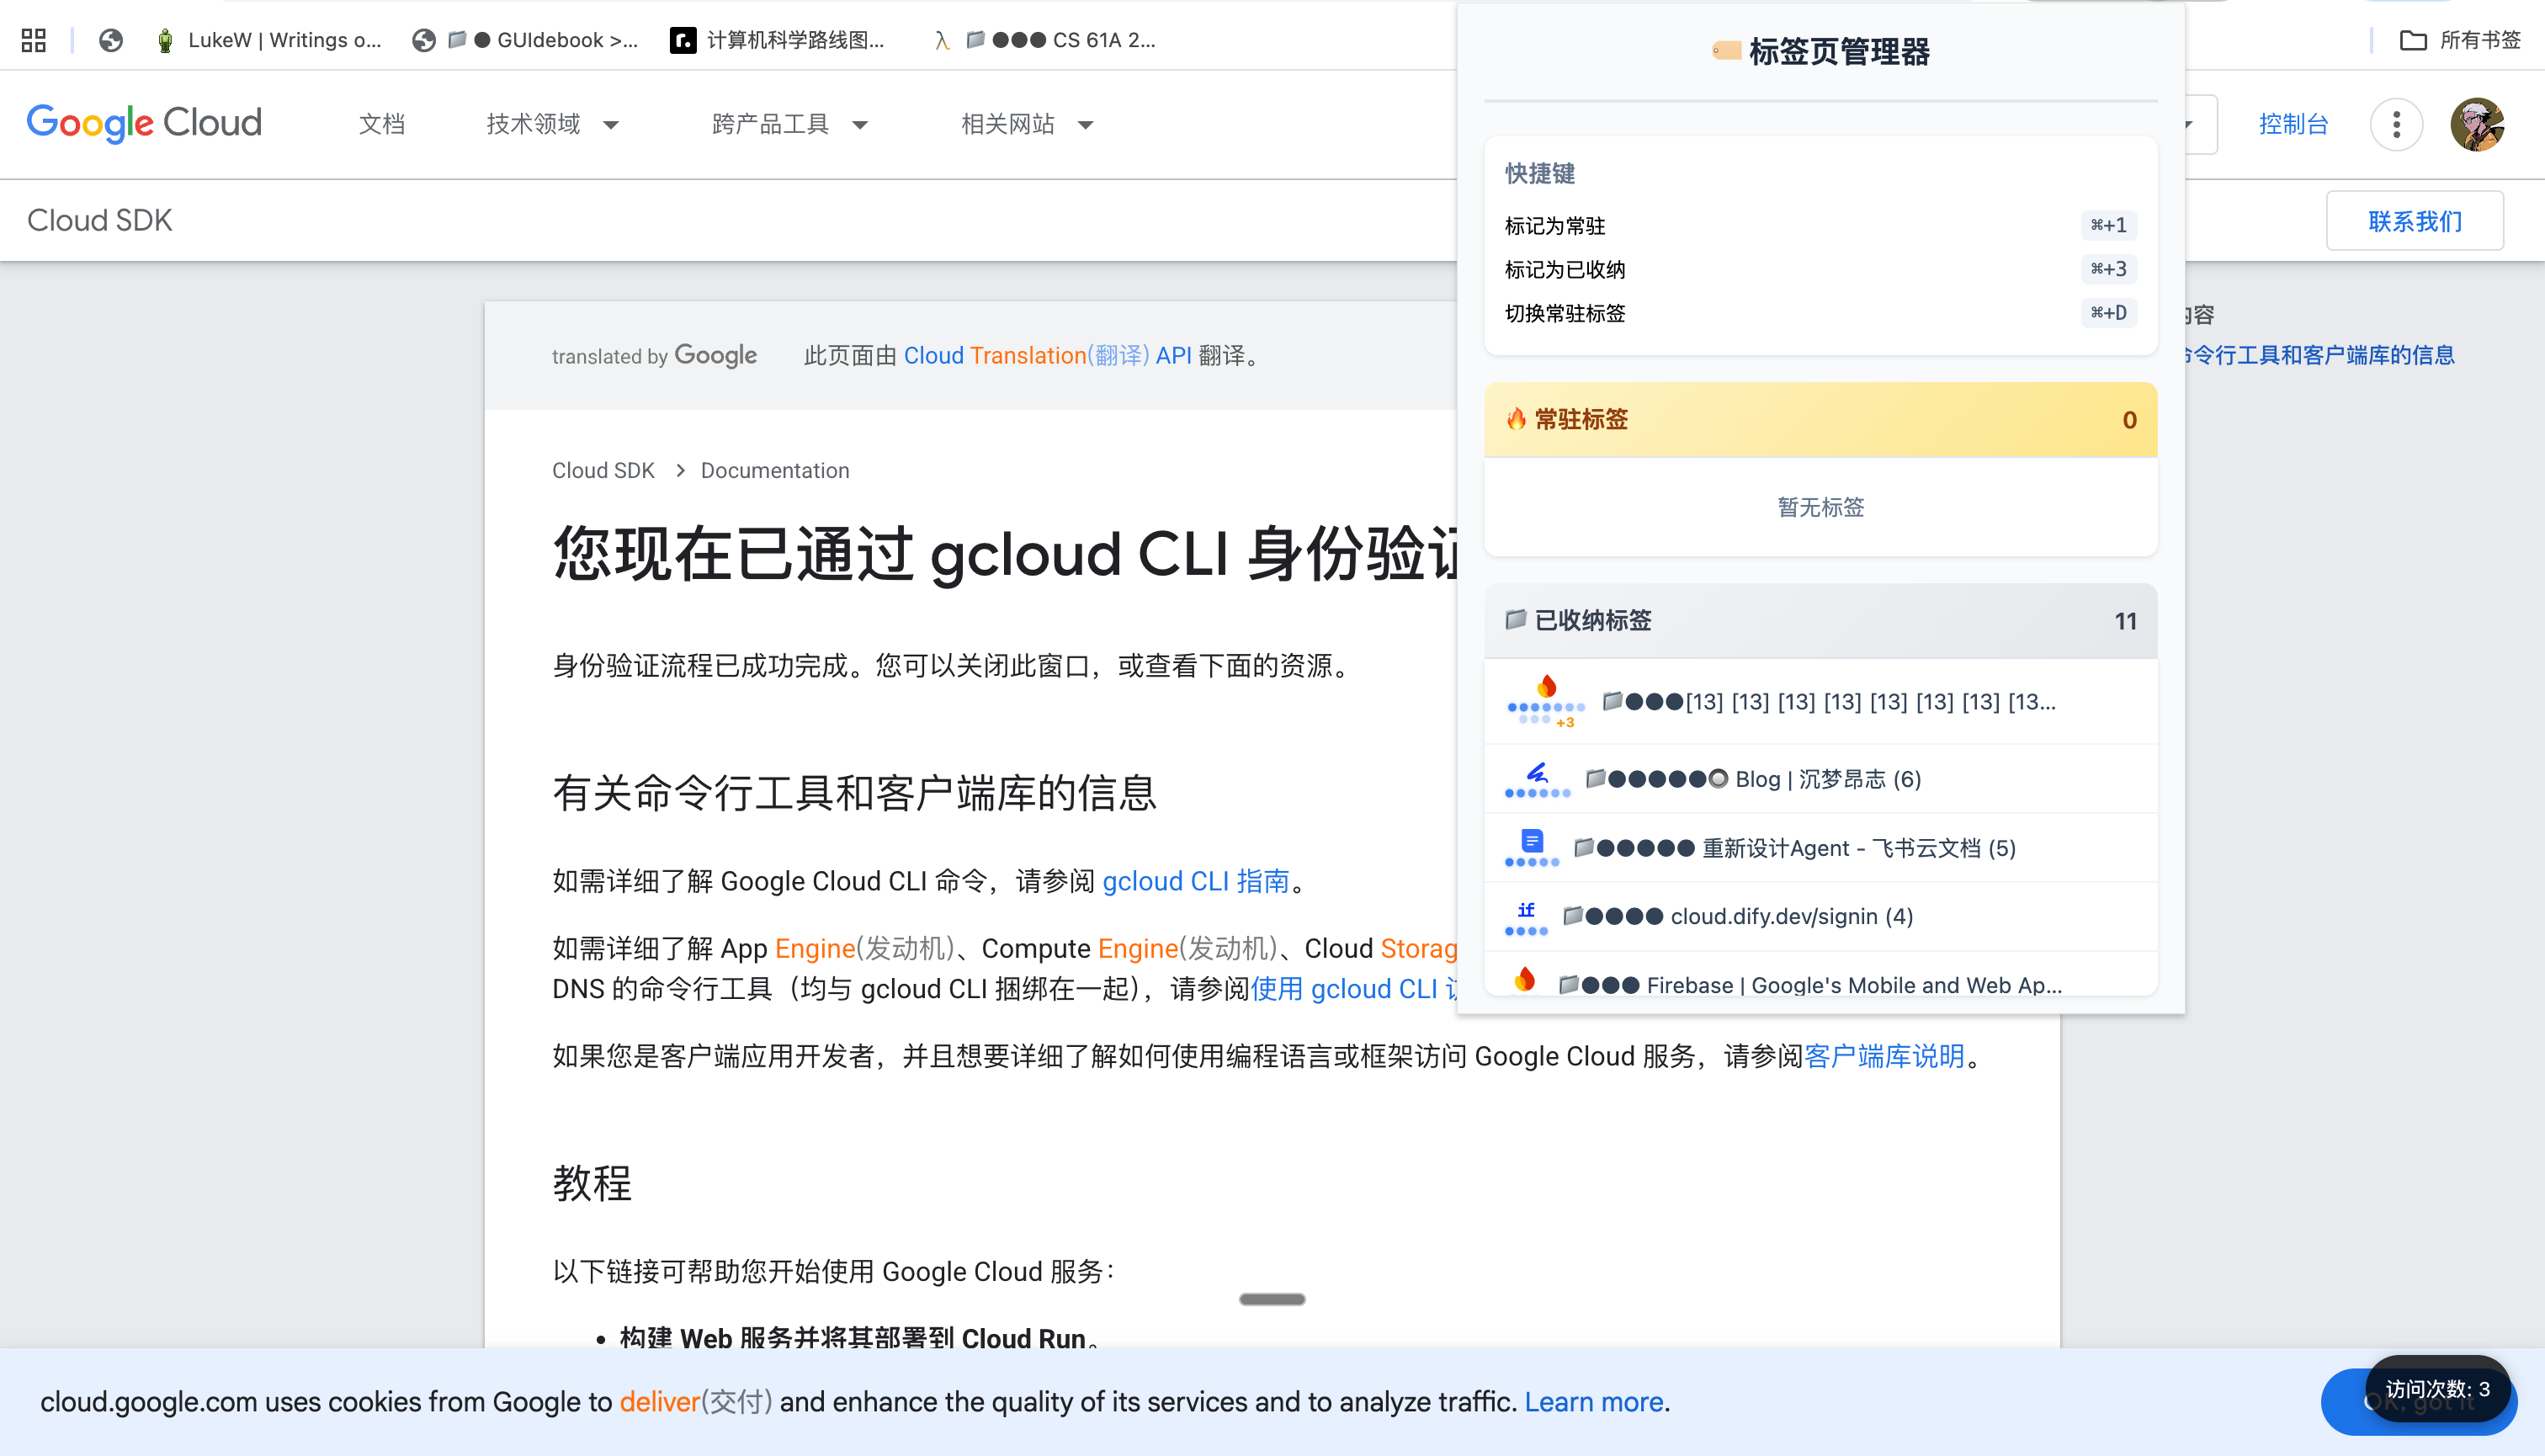 LukeW | Writings o...
● GUIdebook >...
计算机科学路线图...
●●● CS 61A 2...
所有书签
Google Cloud
文档
技术领域
跨产品工具
相关网站
控制台
Cloud SDK
联系我们
translated by Google
此页面由 Cloud Translation(翻译) API 翻译。
Cloud SDK > Documentation
您现在已通过 gcloud CLI 身份验证
身份验证流程已成功完成。您可以关闭此窗口，或查看下面的资源。
有关命令行工具和客户端库的信息
如需详细了解 Google Cloud CLI 命令，请参阅 gcloud CLI 指南。
如需详细了解 App Engine(发动机)、Compute Engine(发动机)、Cloud Storag
DNS 的命令行工具（均与 gcloud CLI 捆绑在一起），请参阅使用 gcloud CLI
如果您是客户端应用开发者，并且想要详细了解如何使用编程语言或框架访问 Google Cloud 服务，请参阅客户端库说明。
教程
以下链接可帮助您开始使用 Google Cloud 服务：
• 构建 Web 服务并将其部署到 Cloud Run。
标签页管理器
快捷键
标记为常驻 ⌘+1
标记为已收纳 ⌘+3
切换常驻标签 ⌘+D
常驻标签 0
暂无标签
已收纳标签 11
+3
●●●[13] [13] [13] [13] [13] [13] [13] [13...
●●●●● Blog | 沉梦昂志 (6)
●●●●● 重新设计Agent - 飞书云文档 (5)
if
●●●● cloud.dify.dev/signin (4)
●●● Firebase | Google's Mobile and Web Ap...
内容
命令行工具和客户端库的信息
cloud.google.com uses cookies from Google to deliver(交付) and enhance the quality of its services and to analyze traffic. Learn more.
OK, got it
访问次数: 3